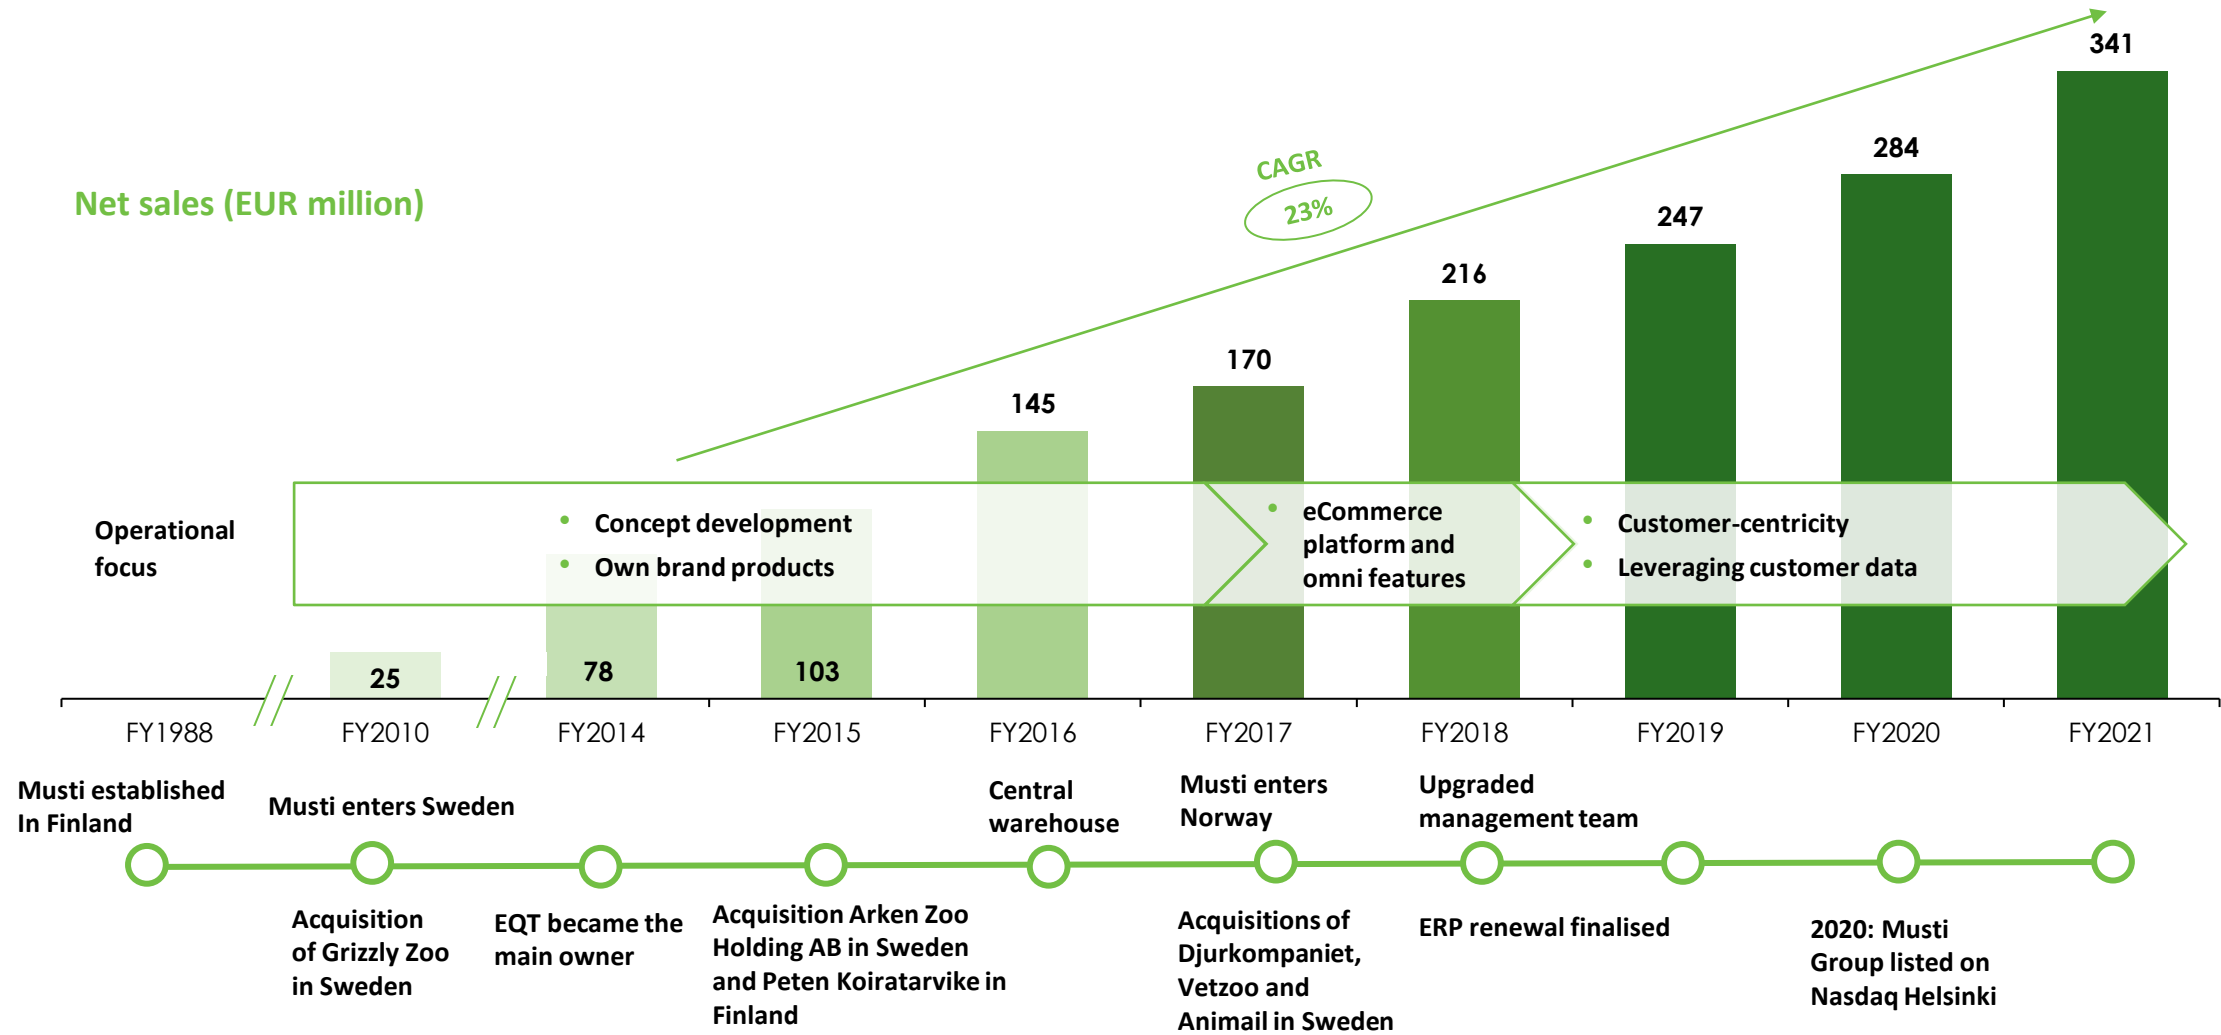 Net sales (EUR million)
CAGR
23%
341
284
247
216
170
145
103
78
25
Operational
focus
• Concept development
• Own brand products
• eCommerce
platform and
omni features
• Customer-centricity
• Leveraging customer data
FY1988
FY2010
FY2014
FY2015
FY2016
FY2017
FY2018
FY2019
FY2020
FY2021
Musti established
In Finland
Musti enters Sweden
Central
warehouse
Musti enters
Norway
Upgraded
management team
Acquisition
of Grizzly Zoo
in Sweden
EQT became the
main owner
Acquisition Arken Zoo
Holding AB in Sweden
and Peten Koiratarvike in
Finland
Acquisitions of
Djurkompaniet,
Vetzoo and
Animail in Sweden
ERP renewal finalised
2020: Musti
Group listed on
Nasdaq Helsinki